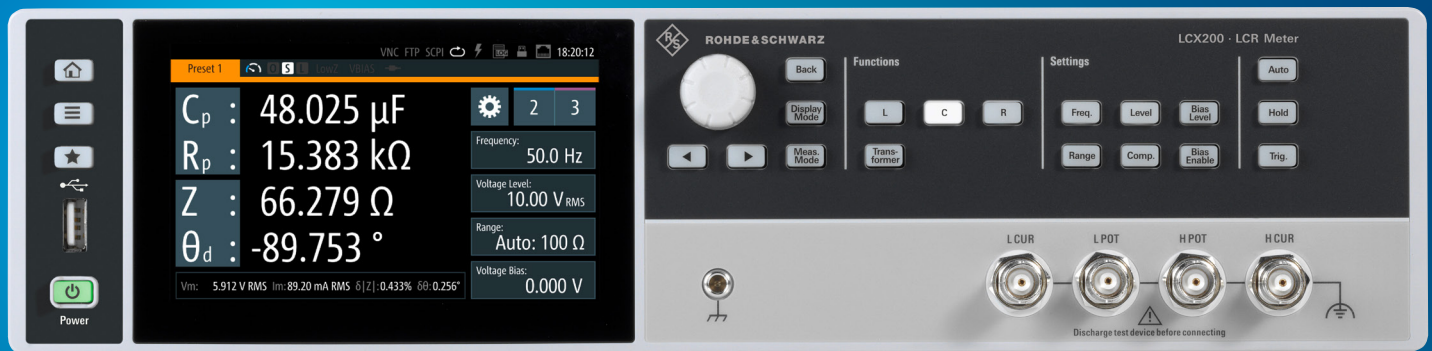 VNC FTP SCPI 18:20:12
Preset 1 S L LowZ VBIAS
Cp : 48.025 µF
Rp : 15.383 kΩ
Z : 66.279 Ω
θd : -89.753 °
Vm: 5.912 V RMS Im: 89.20 mA RMS δ|Z|: 0.433% δθ: 0.256°
2 3
Frequency:
50.0 Hz
Voltage Level:
10.00 V RMS
Range:
Auto: 100 Ω
Voltage Bias:
0.000 V
Power
R&S
ROHDE&SCHWARZ
LCX200 · LCR Meter
Back
Display
Mode
Meas.
Mode
Functions
L C R
Trans-
former
Settings
Freq. Level Bias
Level
Range Comp. Bias
Enable
Auto
Hold
Trig.
L CUR L POT H POT H CUR
Discharge test device before connecting